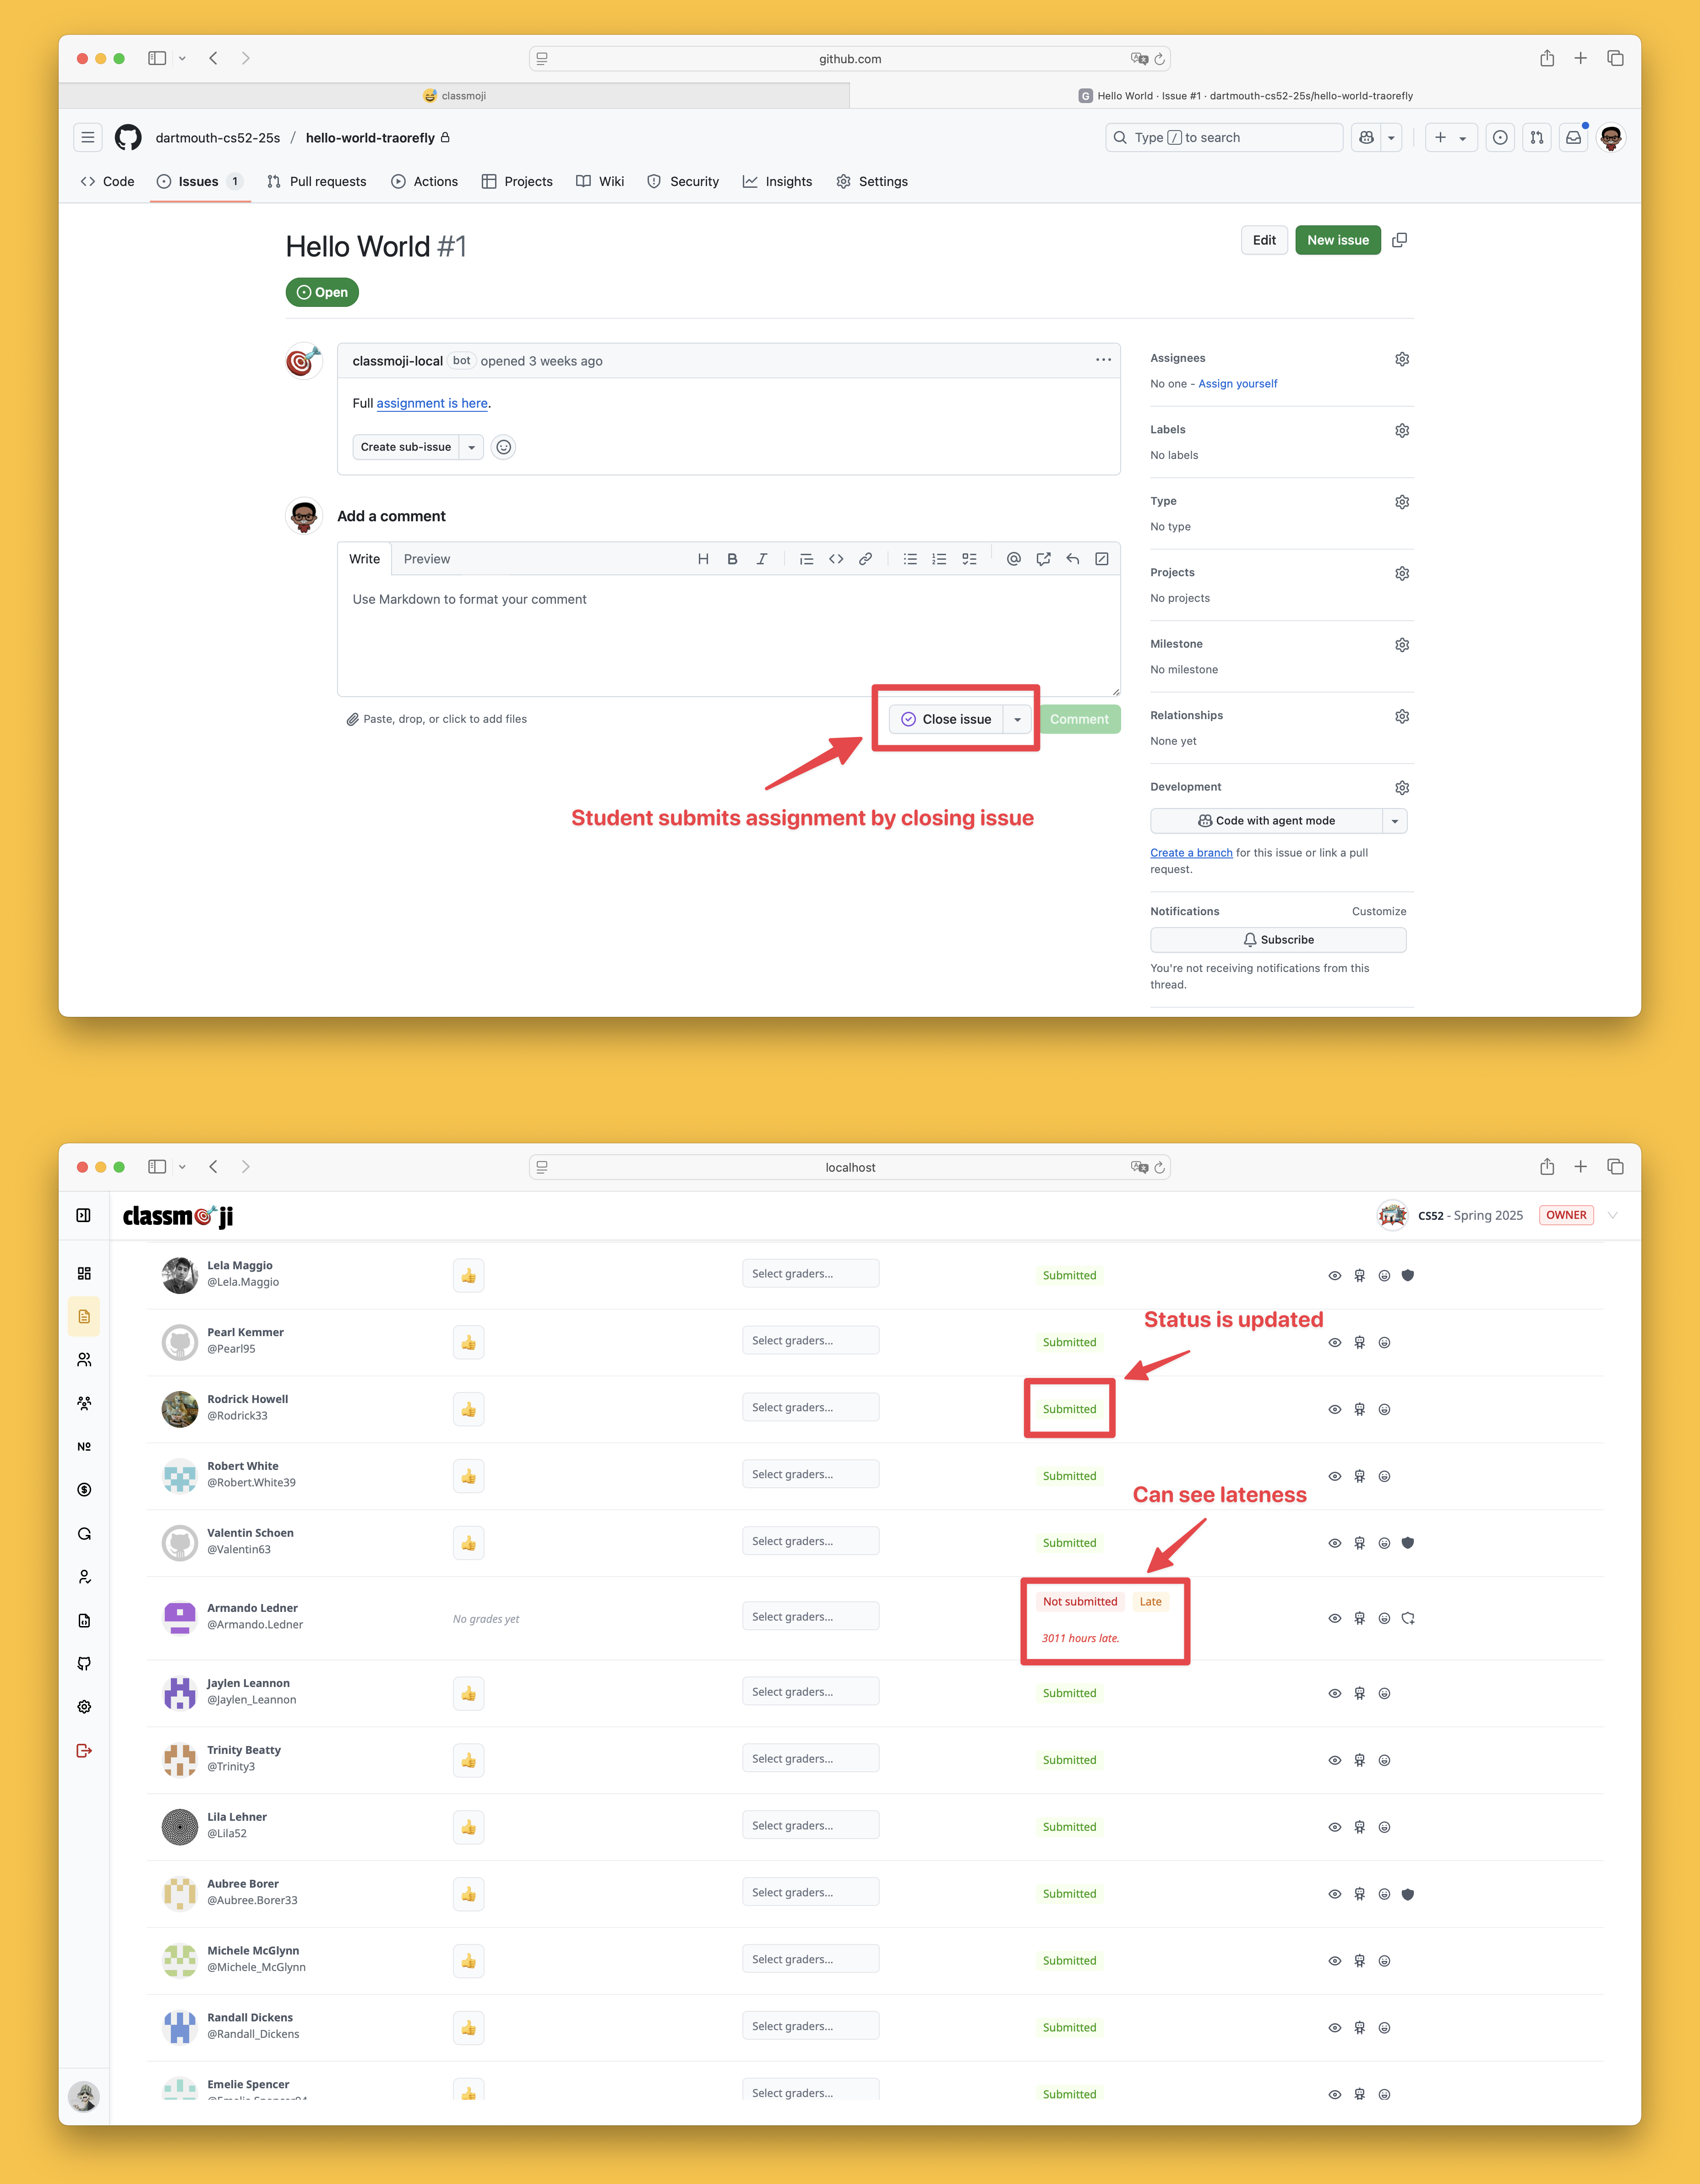 github.com
classmoji
G Hello World · Issue #1 · dartmouth-cs52-25s/hello-world-traorefly
dartmouth-cs52-25s / hello-world-traorefly
Type / to search
Code
Issues 1
Pull requests
Actions
Projects
Wiki
Security
Insights
Settings
Hello World #1
Edit
New issue
Open
classmoji-local bot opened 3 weeks ago
Full assignment is here.
Create sub-issue
Add a comment
Write
Preview
H B I
Use Markdown to format your comment
Paste, drop, or click to add files
Close issue
Comment
Student submits assignment by closing issue
Assignees
No one - Assign yourself
Labels
No labels
Type
No type
Projects
No projects
Milestone
No milestone
Relationships
None yet
Development
Code with agent mode
Create a branch for this issue or link a pull
request.
Notifications Customize
Subscribe
You're not receiving notifications from this
thread.
localhost
classmoji
CS52 - Spring 2025 OWNER
Nº
Lela Maggio
@Lela.Maggio
Select graders...
Submitted
Status is updated
Pearl Kemmer
@Pearl95
Select graders...
Submitted
Rodrick Howell
@Rodrick33
Select graders...
Submitted
Robert White
@Robert.White39
Select graders...
Submitted
Can see lateness
Valentin Schoen
@Valentin63
Select graders...
Submitted
Armando Ledner
@Armando.Ledner
No grades yet
Select graders...
Not submitted Late
3011 hours late.
Jaylen Leannon
@Jaylen_Leannon
Select graders...
Submitted
Trinity Beatty
@Trinity3
Select graders...
Submitted
Lila Lehner
@Lila52
Select graders...
Submitted
Aubree Borer
@Aubree.Borer33
Select graders...
Submitted
Michele McGlynn
@Michele_McGlynn
Select graders...
Submitted
Randall Dickens
@Randall_Dickens
Select graders...
Submitted
Emelie Spencer
Select graders...
Submitted